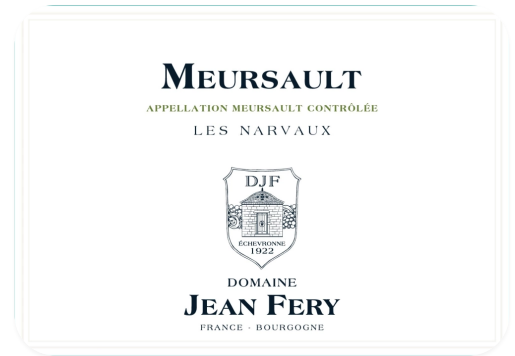 MEURSAULT
APPELLATION MEURSAULT CONTRÔLÉE
LES NARVAUX
DJF
ÉCHEVRONNE
1922
DOMAINE
JEAN FERY
FRANCE - BOURGOGNE